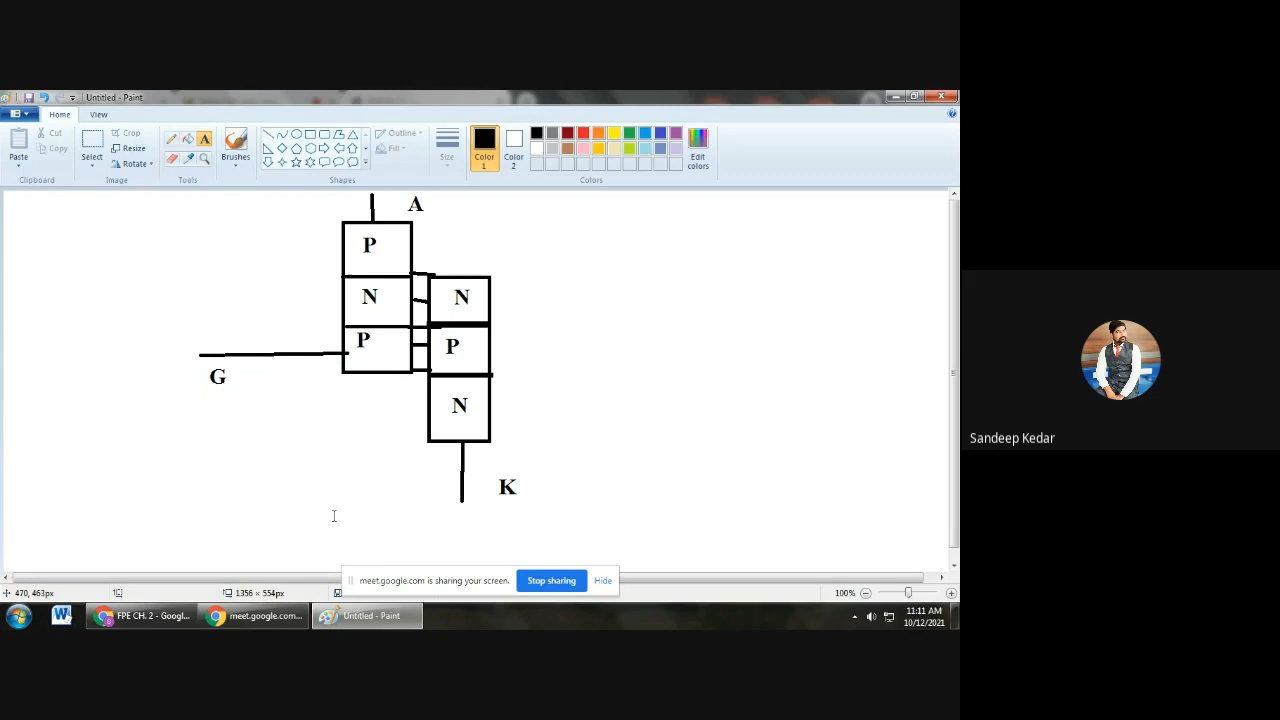 Untitled - Paint
Home View
Paste
Cut
Copy
Clipboard
Select
Crop
Resize
Rotate
Image
A
Tools
Brushes
Outline
Fill
Shapes
Size
Color 1
Color 2
Edit colors
Colors
A
P
N N
P P
G
N
K
Sandeep Kedar
meet.google.com is sharing your screen. Stop sharing Hide
470, 463px 1356 × 554px 100%
FPE CH. 2 - Googl... meet.google.com... Untitled - Paint
11:11 AM
10/12/2021